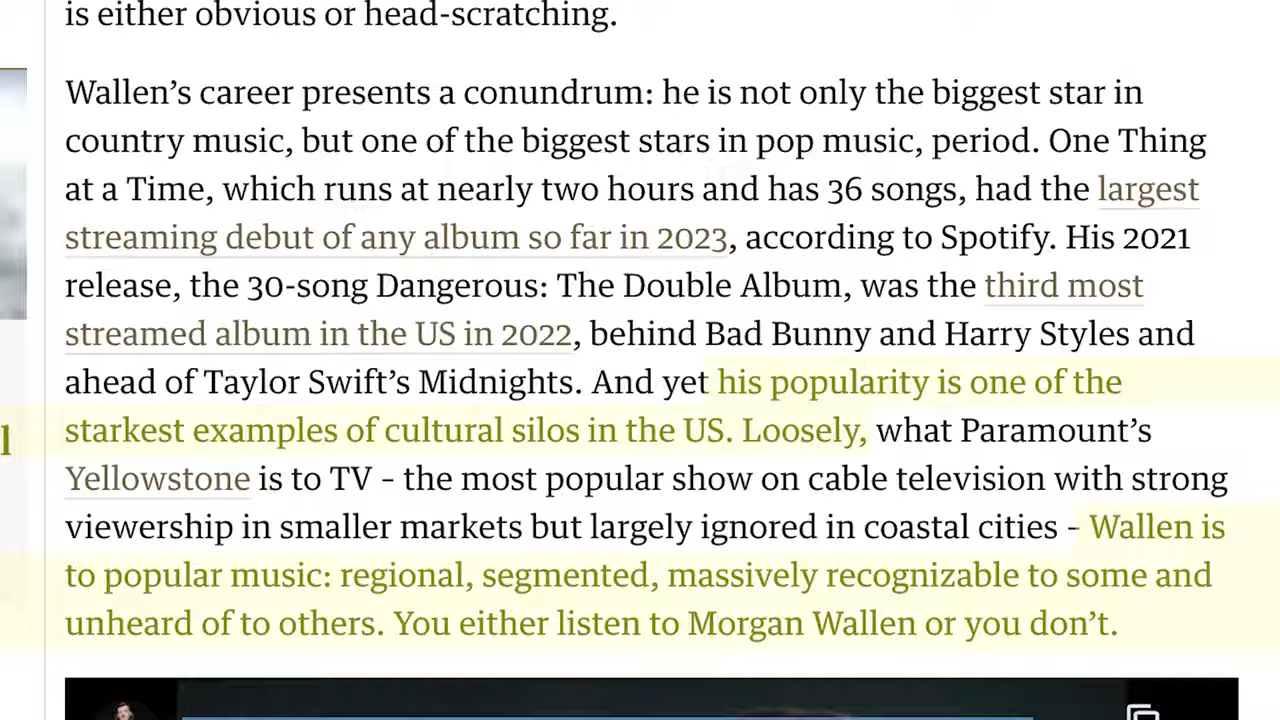 is either obvious or head-scratching.
Wallen’s career presents a conundrum: he is not only the biggest star in
country music, but one of the biggest stars in pop music, period. One Thing
at a Time, which runs at nearly two hours and has 36 songs, had the largest
streaming debut of any album so far in 2023, according to Spotify. His 2021
release, the 30-song Dangerous: The Double Album, was the third most
streamed album in the US in 2022, behind Bad Bunny and Harry Styles and
ahead of Taylor Swift’s Midnights. And yet his popularity is one of the
starkest examples of cultural silos in the US. Loosely, what Paramount’s
Yellowstone is to TV – the most popular show on cable television with strong
viewership in smaller markets but largely ignored in coastal cities – Wallen is
to popular music: regional, segmented, massively recognizable to some and
unheard of to others. You either listen to Morgan Wallen or you don’t.